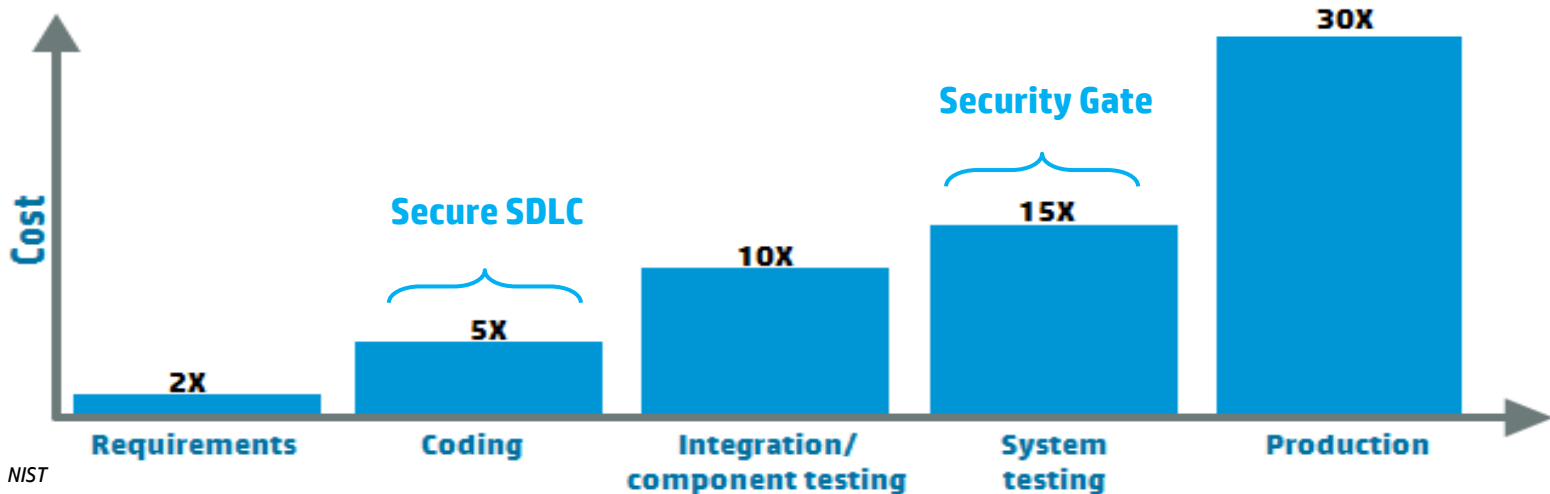 30X
Security Gate
Secure SDLC
15X
10X
5X
2X
Cost
Requirements
Coding
Integration/
component testing
System
testing
Production
NIST